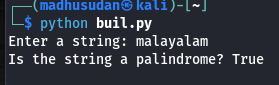 (madhusudan㉿kali)-[~]
$ python buil.py
Enter a string: malayalam
Is the string a palindrome? True